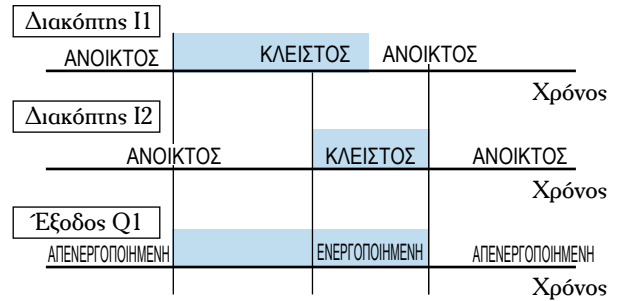 Διακόπτης Ι1
ΑΝΟΙΚΤΟΣ ΚΛΕΙΣΤΟΣ ΑΝΟΙΚΤΟΣ
Χρόνος
Διακόπτης Ι2
ΑΝΟΙΚΤΟΣ ΚΛΕΙΣΤΟΣ ΑΝΟΙΚΤΟΣ
Χρόνος
Έξοδος Q1
ΑΠΕΝΕΡΓΟΠΟΙΗΜΕΝΗ ΕΝΕΡΓΟΠΟΙΗΜΕΝΗ ΑΠΕΝΕΡΓΟΠΟΙΗΜΕΝΗ
Χρόνος